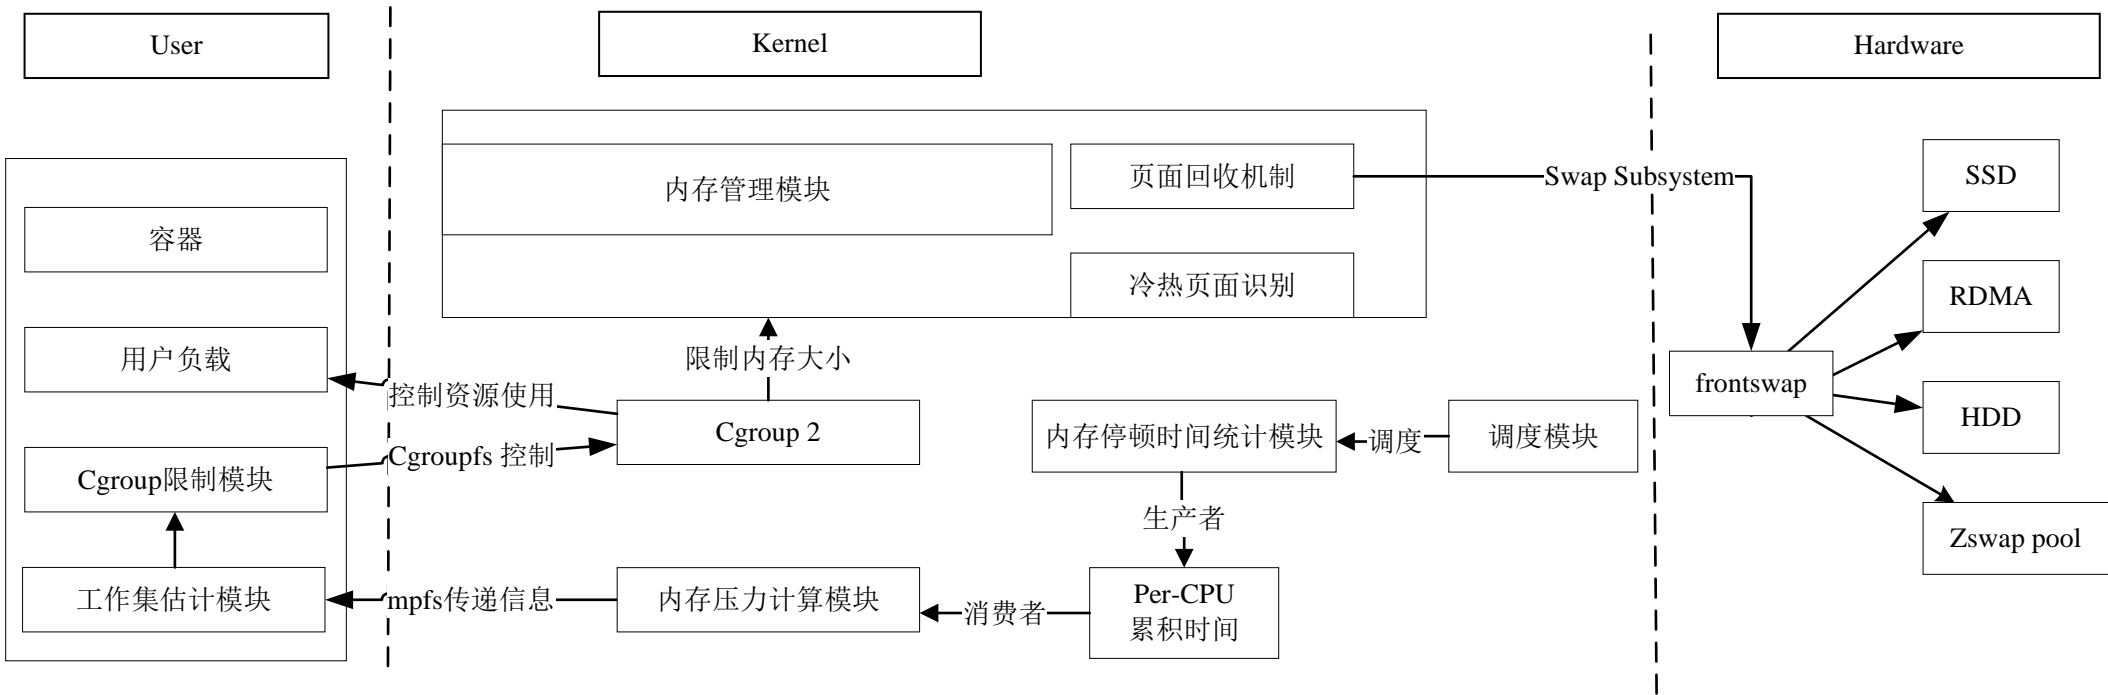 User
Kernel
Hardware
内存管理模块
页面回收机制
Swap Subsystem
SSD
容器
冷热页面识别
RDMA
用户负载
限制内存大小
frontswap
控制资源使用
HDD
Cgroup 2
内存停顿时间统计模块
调度
调度模块
Cgroupfs 控制
Cgroup限制模块
生产者
Zswap pool
工作集估计模块
mpfs传递信息
内存压力计算模块
消费者
Per-CPU
累积时间